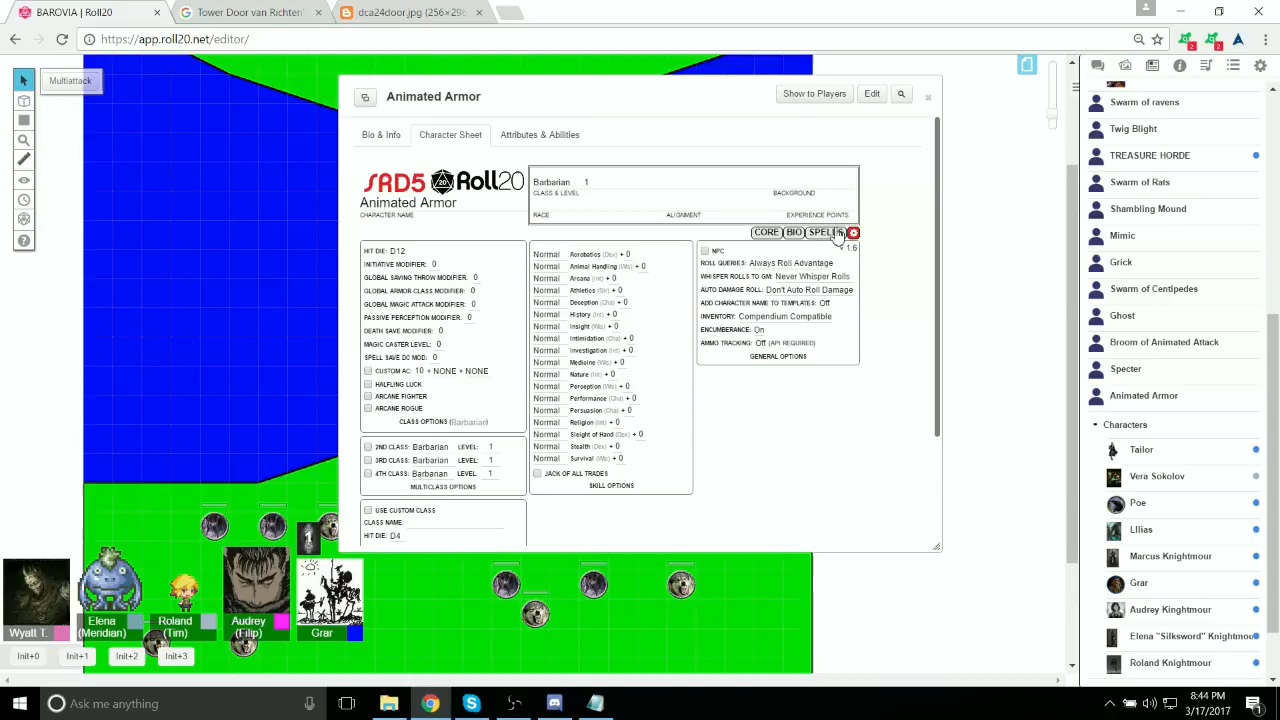 BAROVIA | Roll20
Tower Door van Richten'
dca24door.jpg (256×296
https://app.roll20.net/editor/
2
2
Multiattack
Animated Armor
Show to Players
Edit
Bio & Info
Character Sheet
Attributes & Abilities
SRD5 Roll20
20
Animated Armor
CHARACTER NAME
Barbarian 1
CLASS & LEVEL
BACKGROUND
RACE
ALIGNMENT
EXPERIENCE POINTS
CORE
BIO
1.6
HIT DIE: D12
INITIATIVE MODIFIER: 0
GLOBAL SAVING THROW MODIFIER: 0
GLOBAL ARMOR CLASS MODIFIER: 0
GLOBAL MAGIC ATTACK MODIFIER: 0
PASSIVE PERCEPTION MODIFIER: 0
DEATH SAVE MODIFIER: 0
MAGIC CASTER LEVEL: 0
SPELL SAVE DC MOD: 0
CUSTOM AC: 10 + NONE + NONE
HALFLING LUCK
ARCANE FIGHTER
ARCANE ROGUE
CLASS OPTIONS (Barbarian)
2ND CLASS: Barbarian LEVEL: 1
3RD CLASS: Barbarian LEVEL: 1
4TH CLASS: Barbarian LEVEL: 1
MULTICLASS OPTIONS
USE CUSTOM CLASS
CLASS NAME:
HIT DIE: D4
Normal Acrobatics (Dex) + 0
Normal Animal Handling (Wis) + 0
Normal Arcana (Int) + 0
Normal Athletics (Str) + 0
Normal Deception (Cha) + 0
Normal History (Int) + 0
Normal Insight (Wis) + 0
Normal Intimidation (Cha) + 0
Normal Investigation (Int) + 0
Normal Medicine (Wis) + 0
Normal Nature (Int) + 0
Normal Perception (Wis) + 0
Normal Performance (Cha) + 0
Normal Persuasion (Cha) + 0
Normal Religion (Int) + 0
Normal Sleight of Hand (Dex) + 0
Normal Stealth (Dex) + 0
Normal Survival (Wis) + 0
JACK OF ALL TRADES
SKILL OPTIONS
NPC
ROLL QUERIES: Always Roll Advantage
WHISPER ROLLS TO GM: Never Whisper Rolls
AUTO DAMAGE ROLL: Don't Auto Roll Damage
ADD CHARACTER NAME TO TEMPLATES: Off
INVENTORY: Compendium Compatible
ENCUMBERANCE: On
AMMO TRACKING: Off (API REQUIRED)
GENERAL OPTIONS
Swarm of ravens
Twig Blight
TREASURE HORDE
Swarm of Rats
Shambling Mound
Mimic
Grick
Swarm of Centipedes
Ghost
Broom of Animated Attack
Specter
Animated Armor
Characters
Tailor
Vera Sokolov
Poe
Lllias
Marcus Knightmour
Grar
Audrey Kinghtmour
Elena "Silksword" Knightmou
Roland Knightmour
1
Wyatt T.
Elena
(Meridian)
Roland
(Tim)
Audrey
(Filip)
Grar
Init+0
Init+1
Init+2
Init+3
Ask me anything
8:44 PM
3/17/2017
1